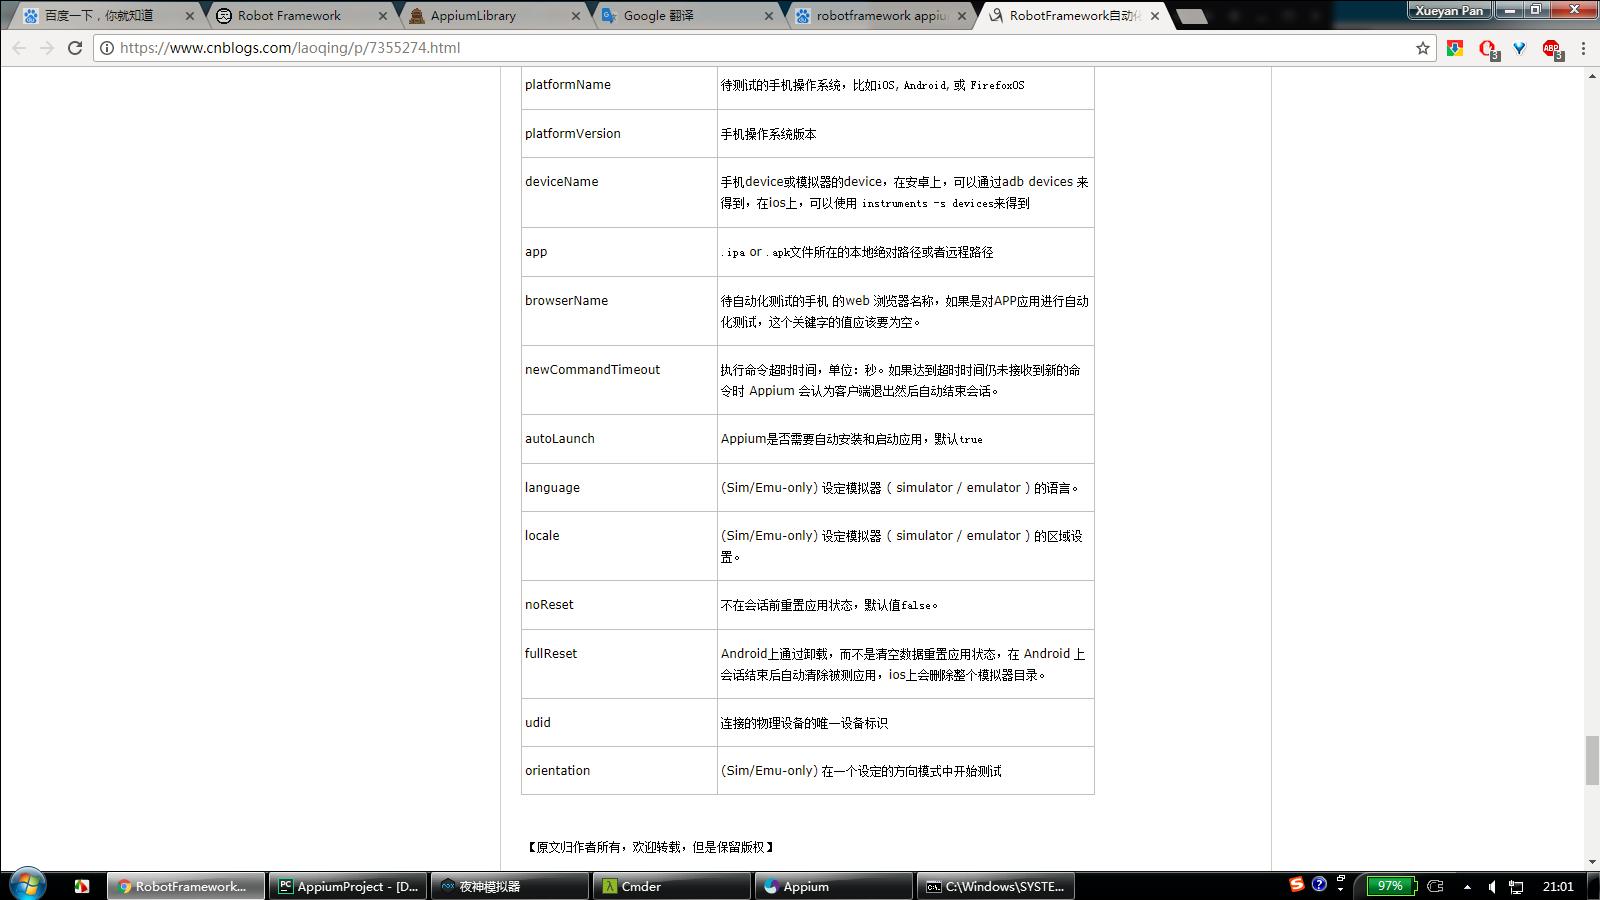 百度一下，你就知道
Robot Framework
AppiumLibrary
Google 翻译
robotframework appiu
RobotFramework自动化
Xueyan Pan
https://www.cnblogs.com/laoqing/p/7355274.html
platformName
待测试的手机操作系统，比如iOS, Android, 或 FirefoxOS
platformVersion
手机操作系统版本
deviceName
手机device或模拟器的device，在安卓上，可以通过adb devices 来
得到，在ios上，可以使用 instruments -s devices来得到
app
.ipa or .apk文件所在的本地绝对路径或者远程路径
browserName
待自动化测试的手机 的web 浏览器名称，如果是对APP应用进行自动
化测试，这个关键字的值应该要为空。
newCommandTimeout
执行命令超时时间，单位：秒。如果达到超时时间仍未接收到新的命
令时 Appium 会认为客户端退出然后自动结束会话。
autoLaunch
Appium是否需要自动安装和启动应用，默认true
language
(Sim/Emu-only) 设定模拟器 ( simulator / emulator ) 的语言。
locale
(Sim/Emu-only) 设定模拟器 ( simulator / emulator ) 的区域设
置。
noReset
不在会话前重置应用状态，默认值false。
fullReset
Android上通过卸载，而不是清空数据重置应用状态，在 Android 上
会话结束后自动清除被测应用，ios上会删除整个模拟器目录。
udid
连接的物理设备的唯一设备标识
orientation
(Sim/Emu-only) 在一个设定的方向模式中开始测试
【原文归作者所有，欢迎转载，但是保留版权】
RobotFramework...
AppiumProject - [D...
夜神模拟器
Cmder
Appium
C:\Windows\SYSTE...
97%
21:01